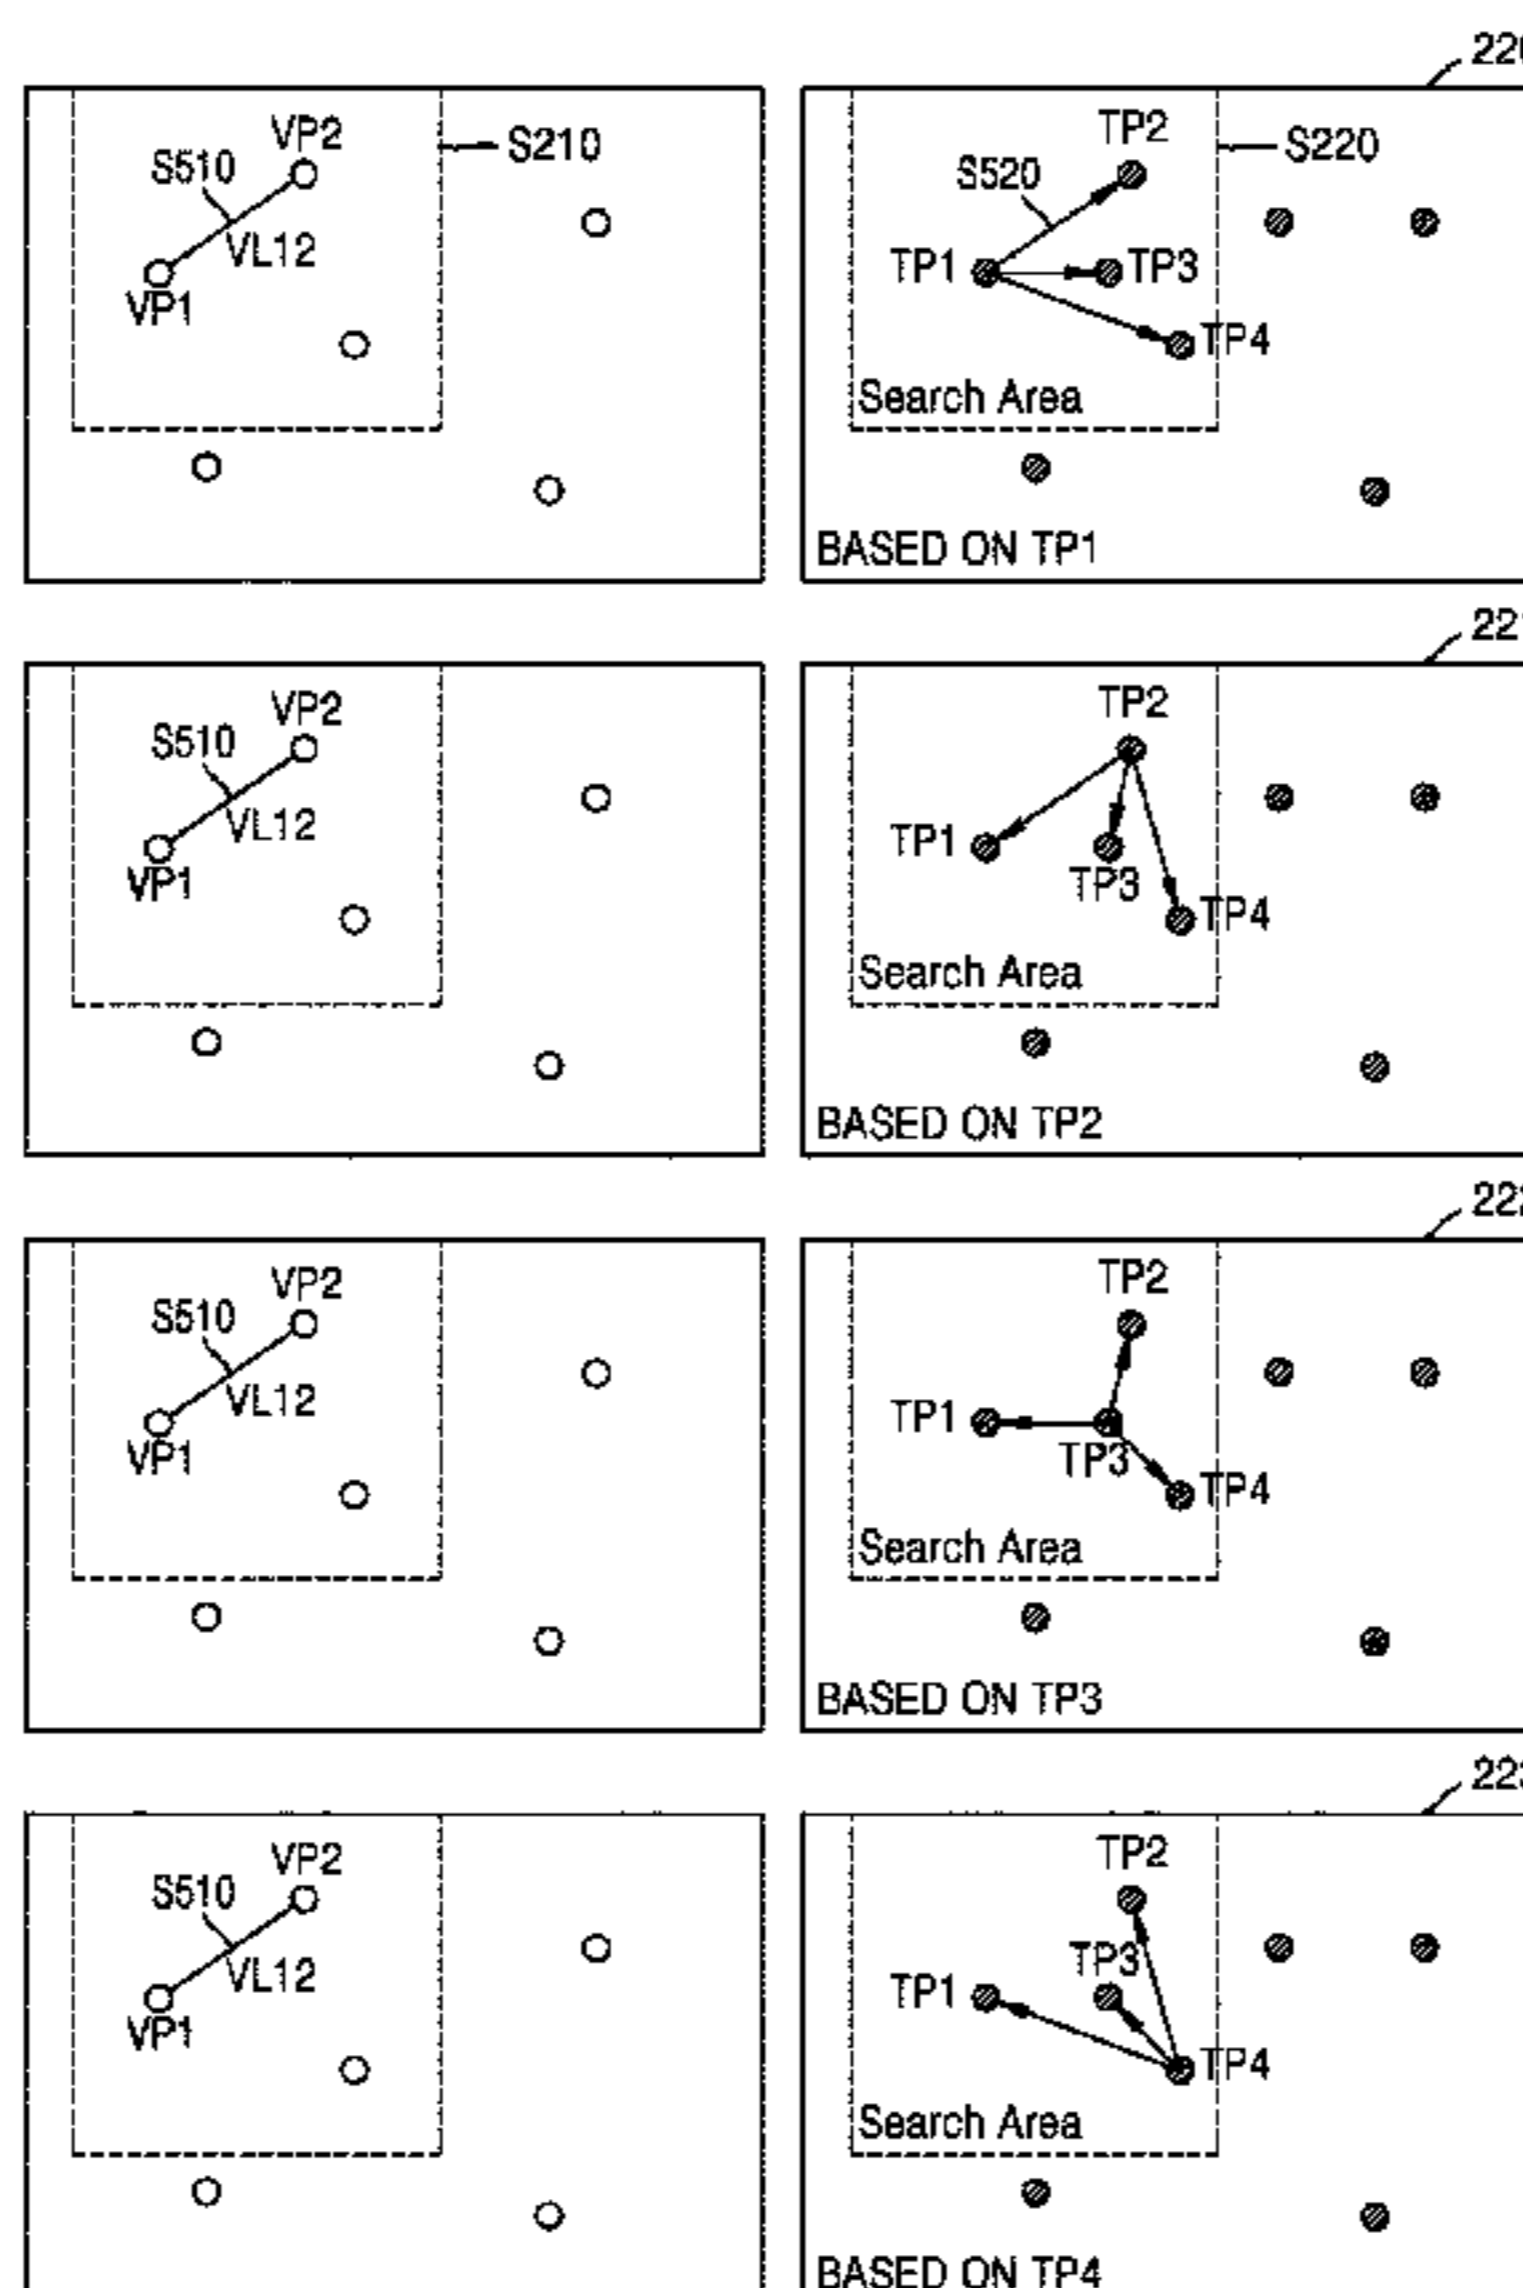 220
VP2
S510
S210
VL12
VP1
TP2
S220
S520
TP1
TP3
TP4
Search Area
BASED ON TP1
VP2
S510
VL12
VP1
TP2
TP1
TP3
TP4
Search Area
BASED ON TP2
VP2
S510
VL12
VP1
TP2
TP1
TP3
TP4
Search Area
BASED ON TP3
VP2
S510
VL12
VP1
TP2
TP3
TP1
TP4
Search Area
BASED ON TP4